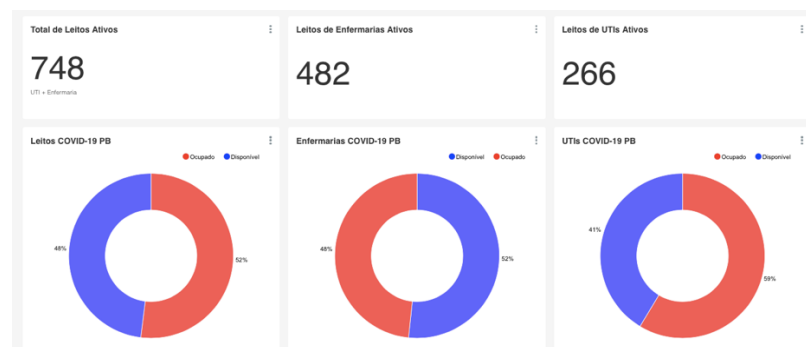 Total de Leitos Ativos
748
UTI + Enfermaria
Leitos de Enfermarias Ativos
482
Leitos de UTIs Ativos
266
Leitos COVID-19 PB
Ocupado Disponível
48%
52%
Enfermarias COVID-19 PB
Disponível Ocupado
48%
52%
UTIs COVID-19 PB
Ocupado Disponível
41%
59%